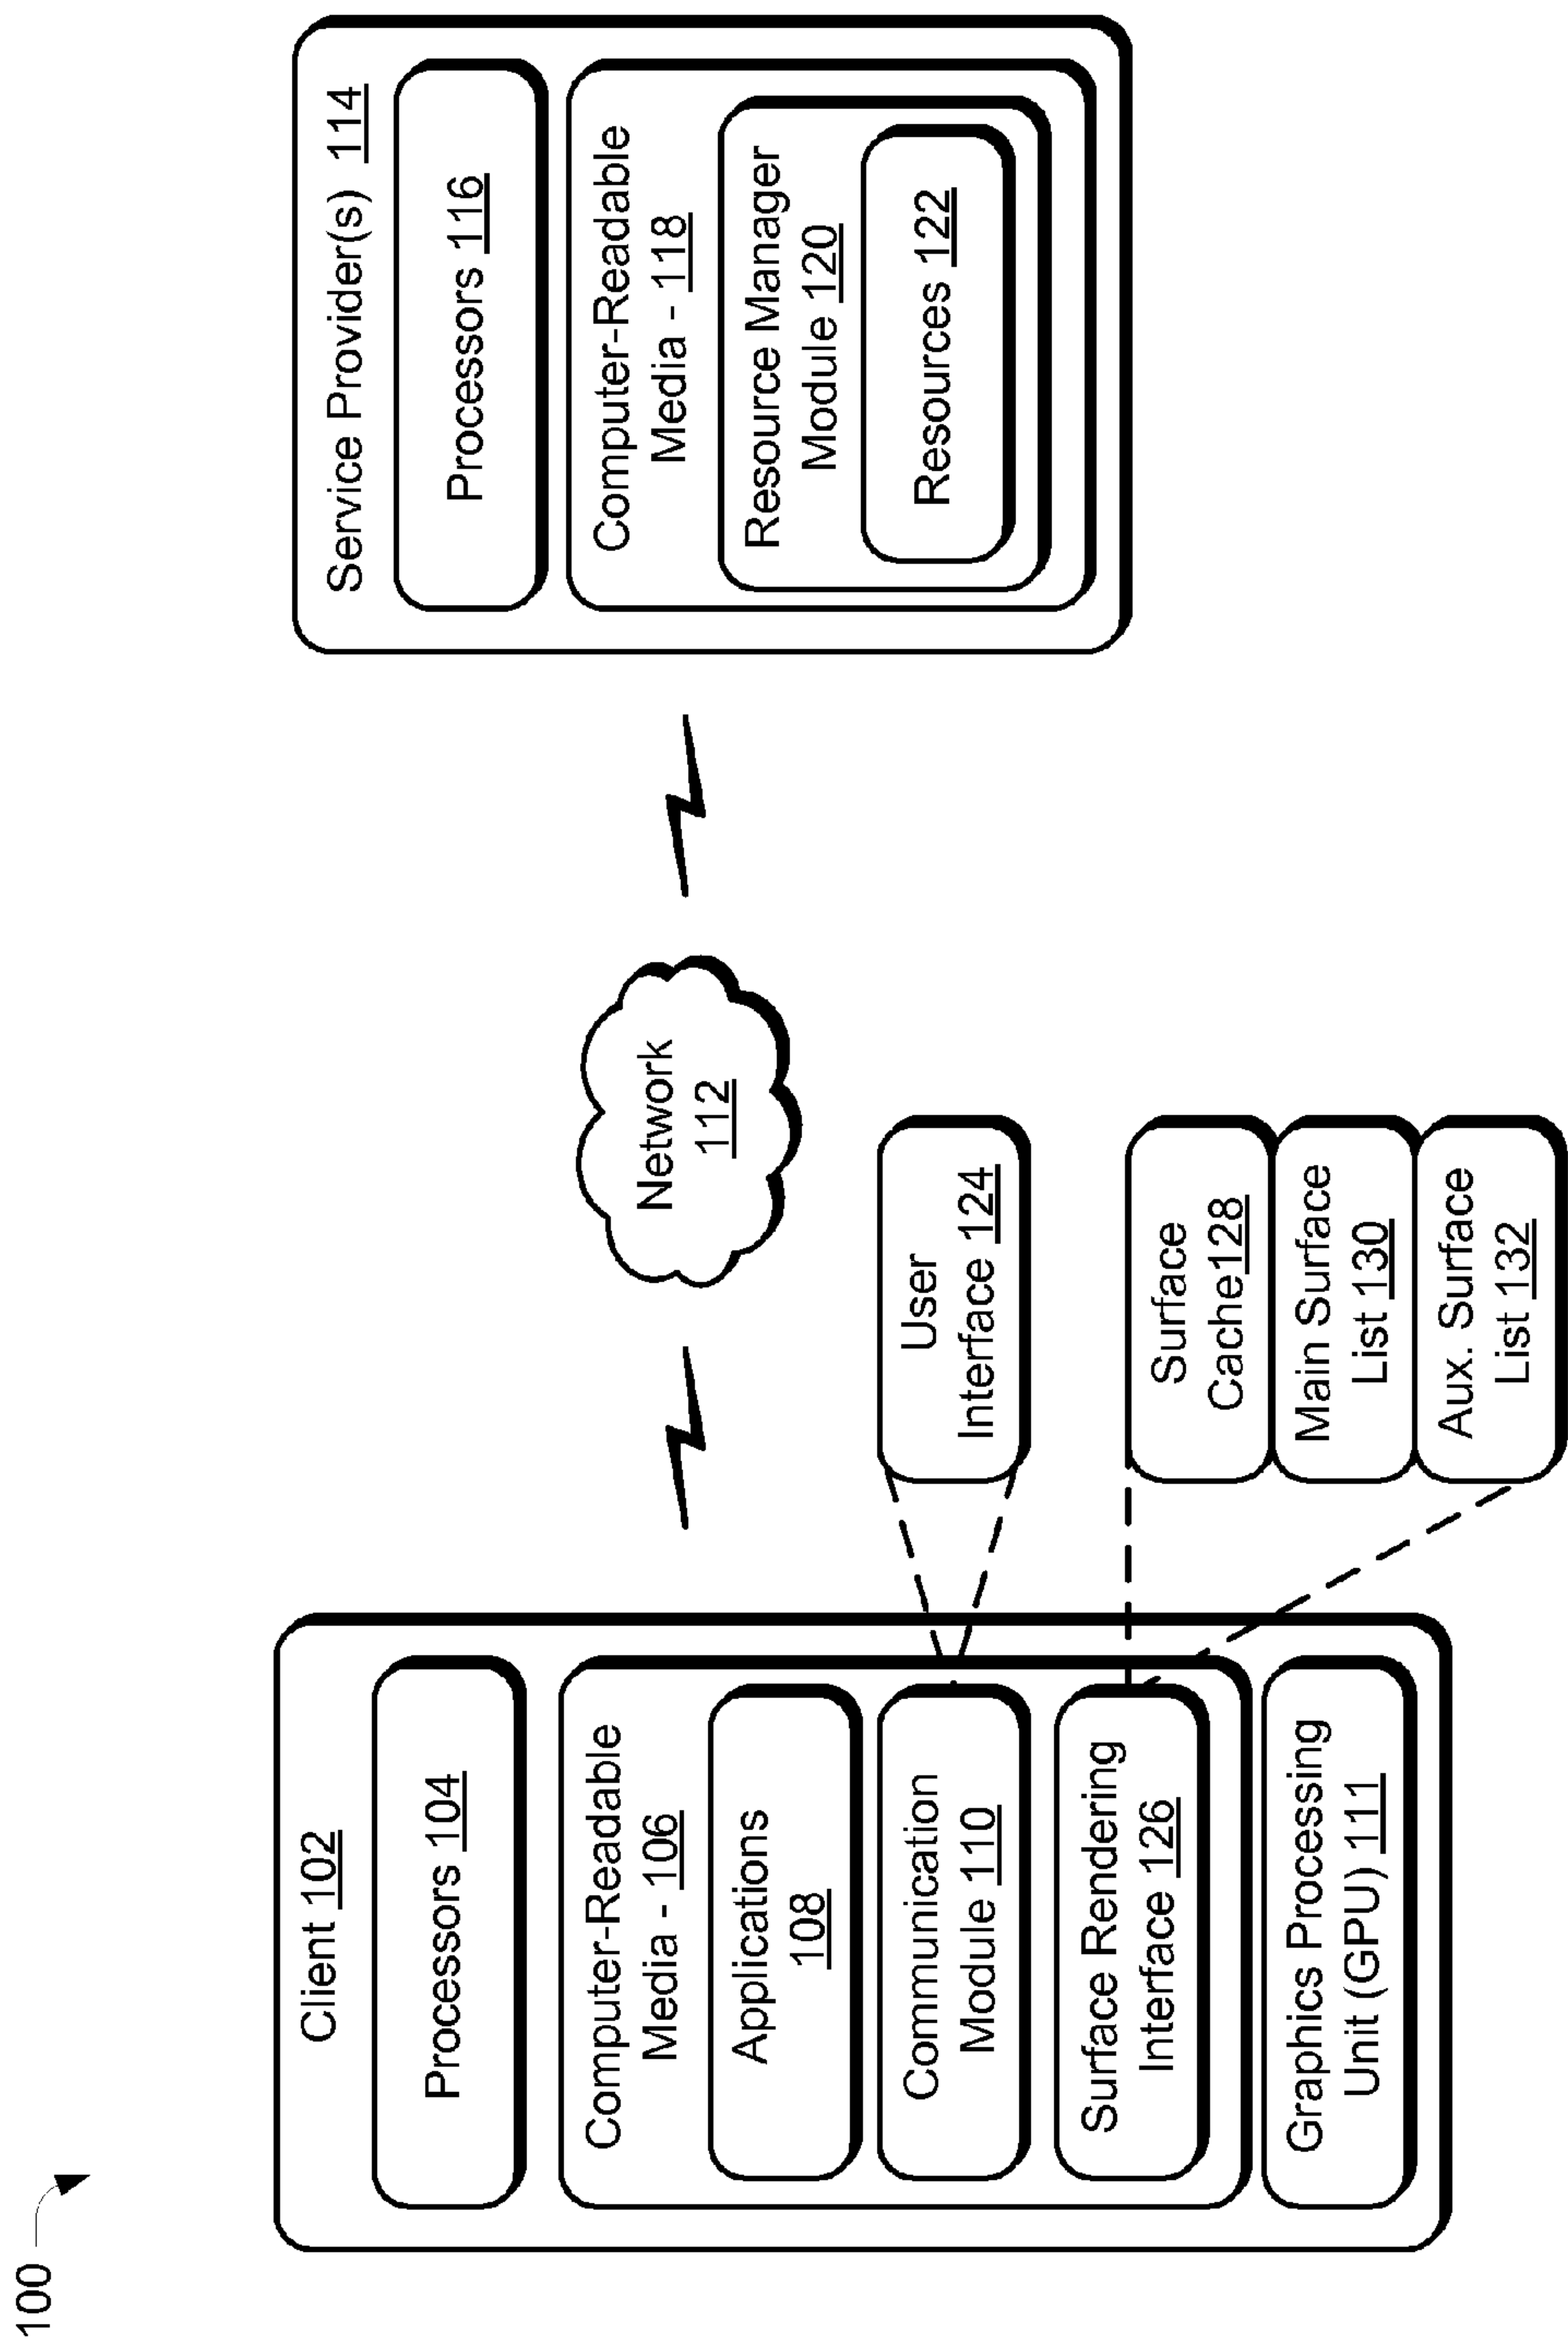 100
Client 102
Processors 104
Computer-Readable
Media - 106
Applications
108
Communication
Module 110
Surface Rendering
Interface 126
Graphics Processing
Unit (GPU) 111
Network
112
User
Interface 124
Surface
Cache128
Main Surface
List 130
Aux. Surface
List 132
Service Provider(s) 114
Processors 116
Computer-Readable
Media - 118
Resource Manager
Module 120
Resources 122